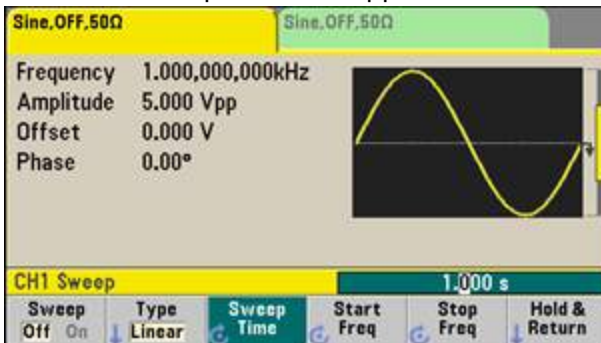 Sine,OFF,50Ω
Sine,OFF,50Ω
Frequency 1.000,000,000kHz
Amplitude 5.000 Vpp
Offset 0.000 V
Phase 0.00°
CH1 Sweep 1.000 s
Sweep Type Sweep Start Stop Hold &
Off On Linear Time Freq Freq Return